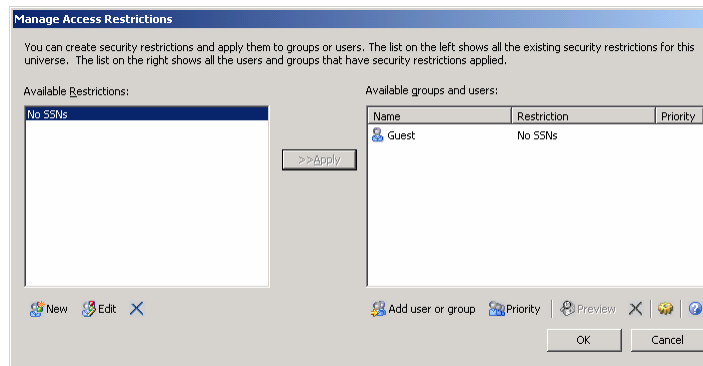 Manage Access Restrictions
You can create security restrictions and apply them to groups or users. The list on the left shows all the existing security restrictions for this
universe. The list on the right shows all the users and groups that have security restrictions applied.
Available Restrictions:
Available groups and users:
No SSNs
Name Restriction Priority
Guest No SSNs
>>Apply
New Edit
Add user or group Priority Preview
OK Cancel